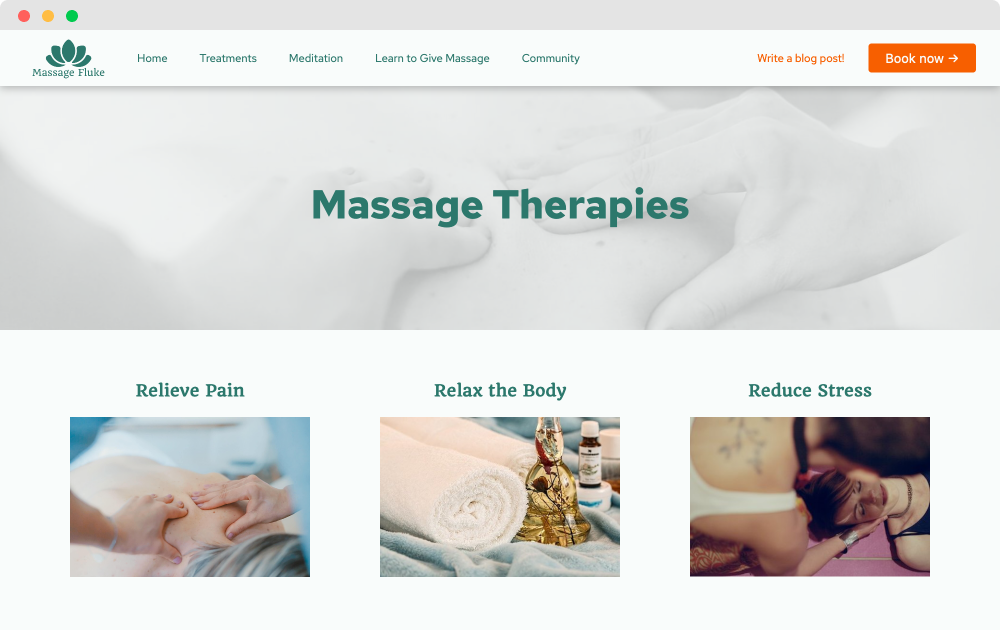 Massage Fluke
Home
Treatments
Meditation
Learn to Give Massage
Community
Write a blog post!
Book now →
Massage Therapies
Relieve Pain
Relax the Body
Reduce Stress